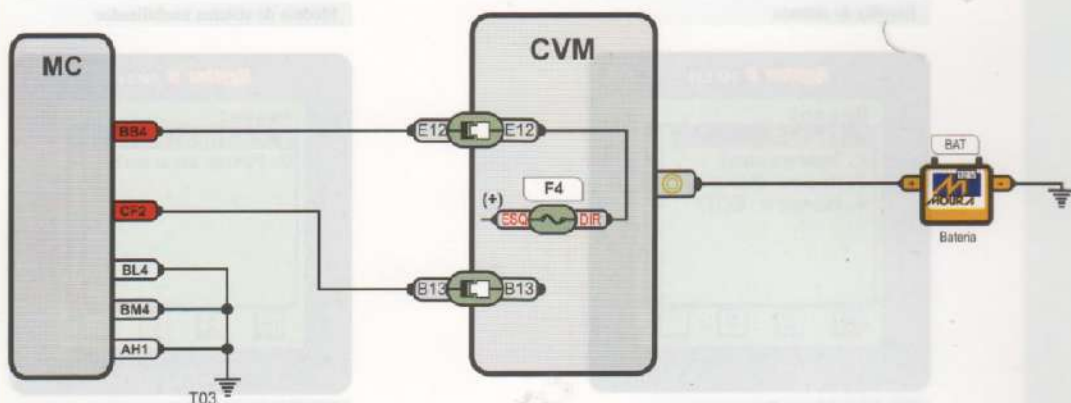 MC
BB4
CF2
BL4
BM4
AH1
T03
CVM
E12 E12
F4
(+) ESQ DIR
B13 B13
BAT
+ -
MOURA
Bateria